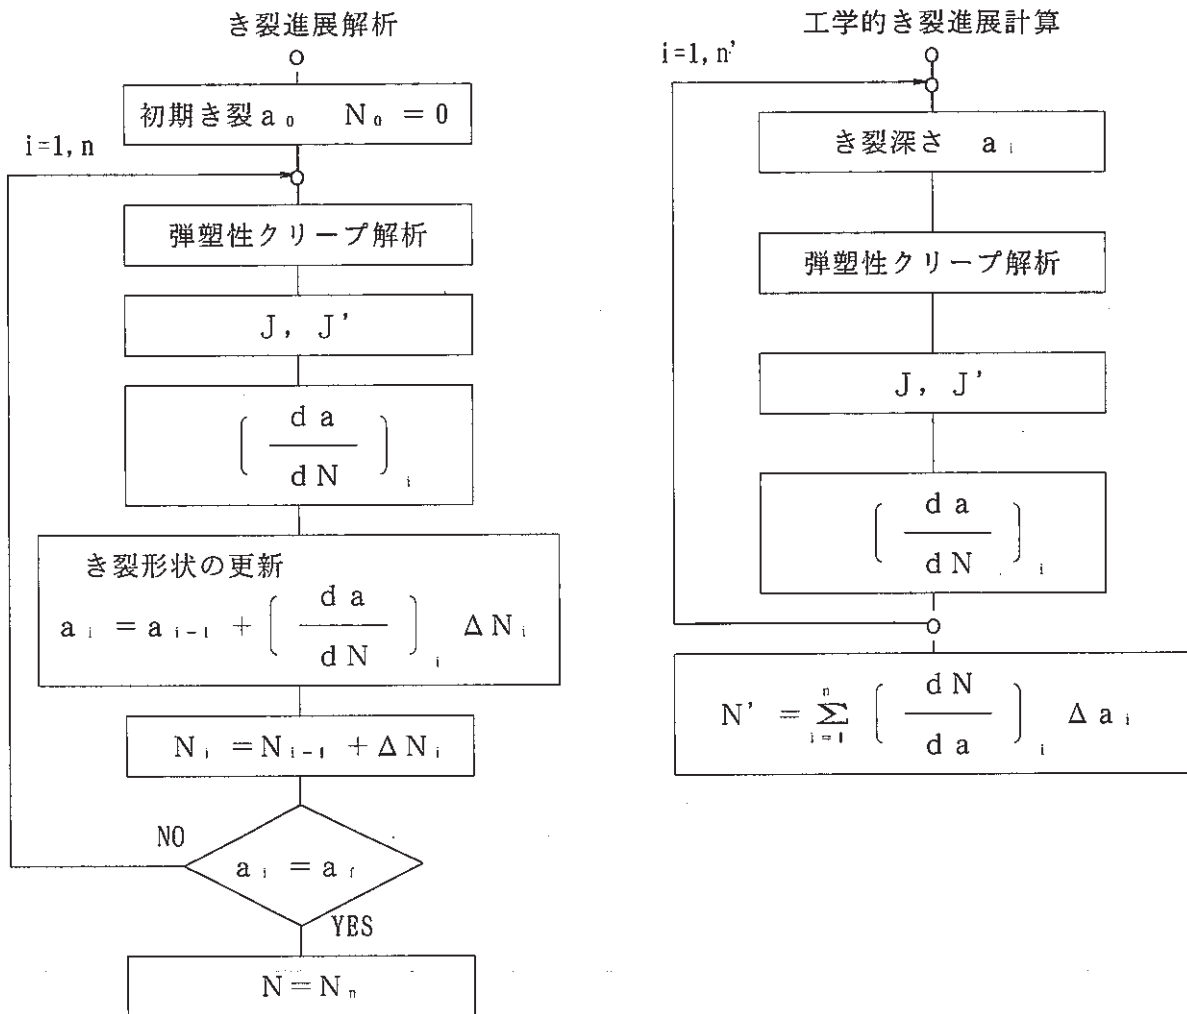 き裂進展解析
初期き裂a₀ N₀ =0
i=1, n
弾塑性クリープ解析
J, J'
( da/dN )ᵢ
き裂形状の更新
aᵢ =aᵢ₋₁ + ( da/dN )ᵢ ΔNᵢ
Nᵢ =Nᵢ₋₁ +ΔNᵢ
NO
aᵢ =a_f
YES
N=Nₙ
工学的き裂進展計算
i=1, n'
き裂深さ aᵢ
弾塑性クリープ解析
J, J'
( da/dN )ᵢ
N' = Σⁿᵢ₌₁ ( dN/da )ᵢ Δaᵢ